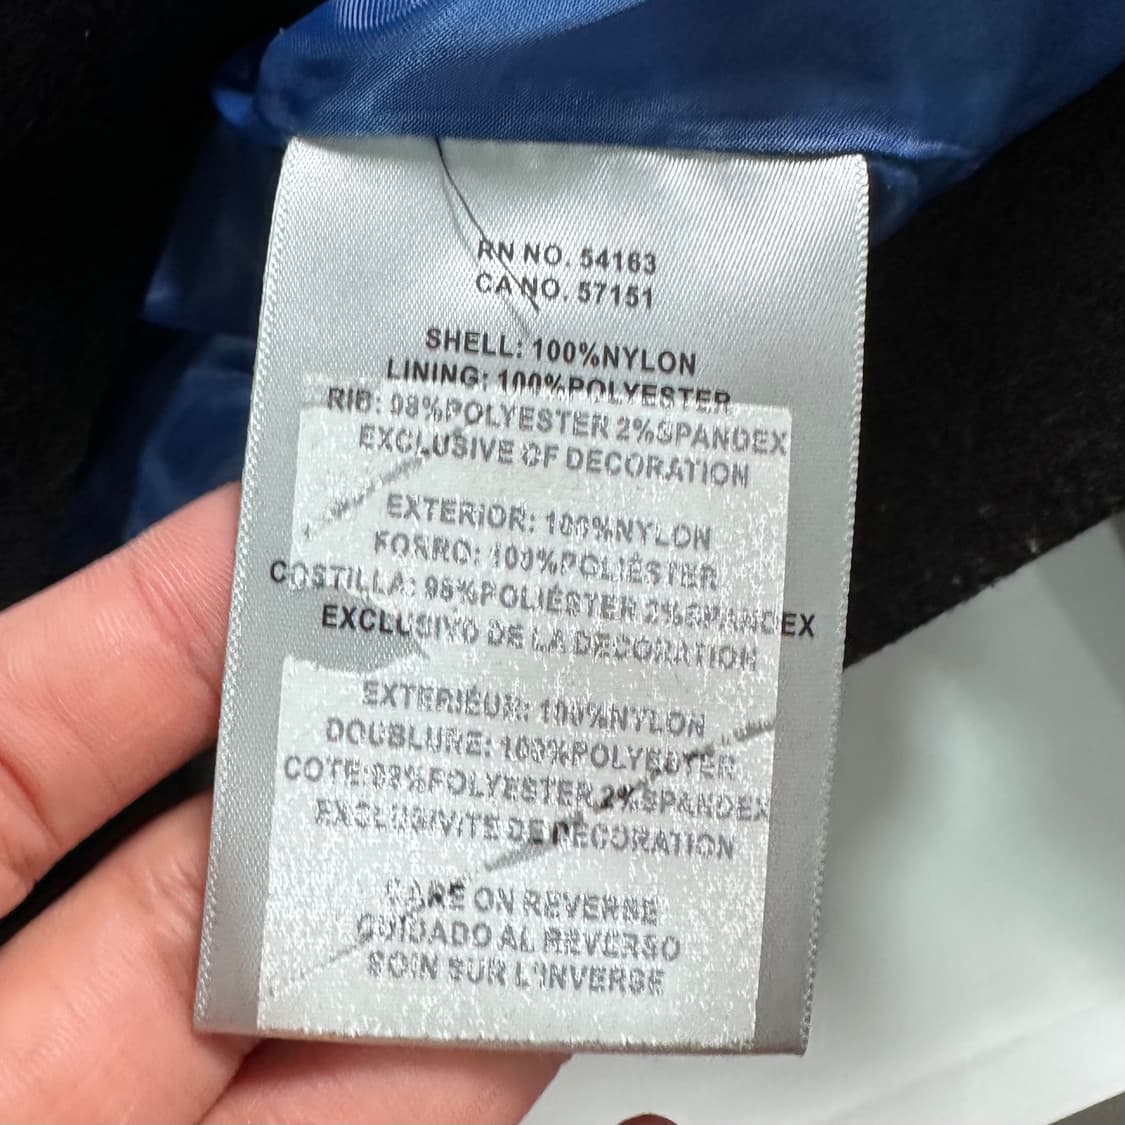 RN NO. 54163
CA NO. 57151
SHELL: 100%NYLON
LINING: 100%POLYESTER
RIB: 98%POLYESTER 2%SPANDEX
EXCLUSIVE OF DECORATION
EXTERIOR: 100%NYLON
FORRO: 100%POLIÉSTER
COSTILLA: 98%POLIÉSTER 2%SPANDEX
EXCLUSIVO DE LA DECORATION
EXTERIEUR: 100%NYLON
DOUBLURE: 100%POLYESTER
COTE:98%POLYESTER 2%SPANDEX
EXCLUSIVITE DE DECORATION
CARE ON REVERSE
CUIDADO AL REVERSO
SOIN SUR L'INVERSE